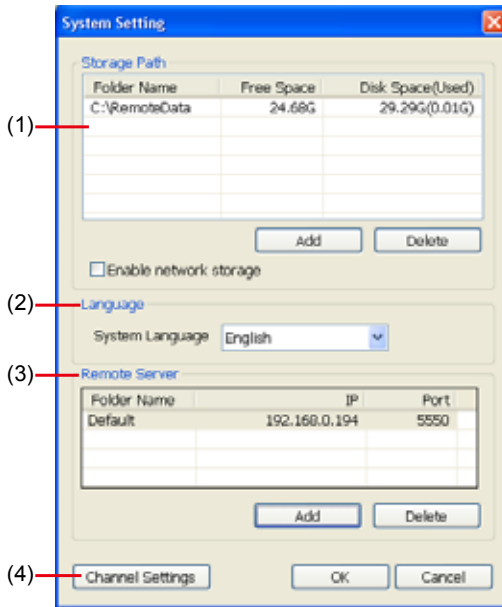 System Setting
Storage Path
Folder Name Free Space Disk Space(Used)
(1) C:\RemoteData 24.68G 29.29G(0.01G)
Add Delete
Enable network storage
(2) Language
System Language English
(3) Remote Server
Folder Name IP Port
Default 192.168.0.194 5550
Add Delete
(4) Channel Settings OK Cancel